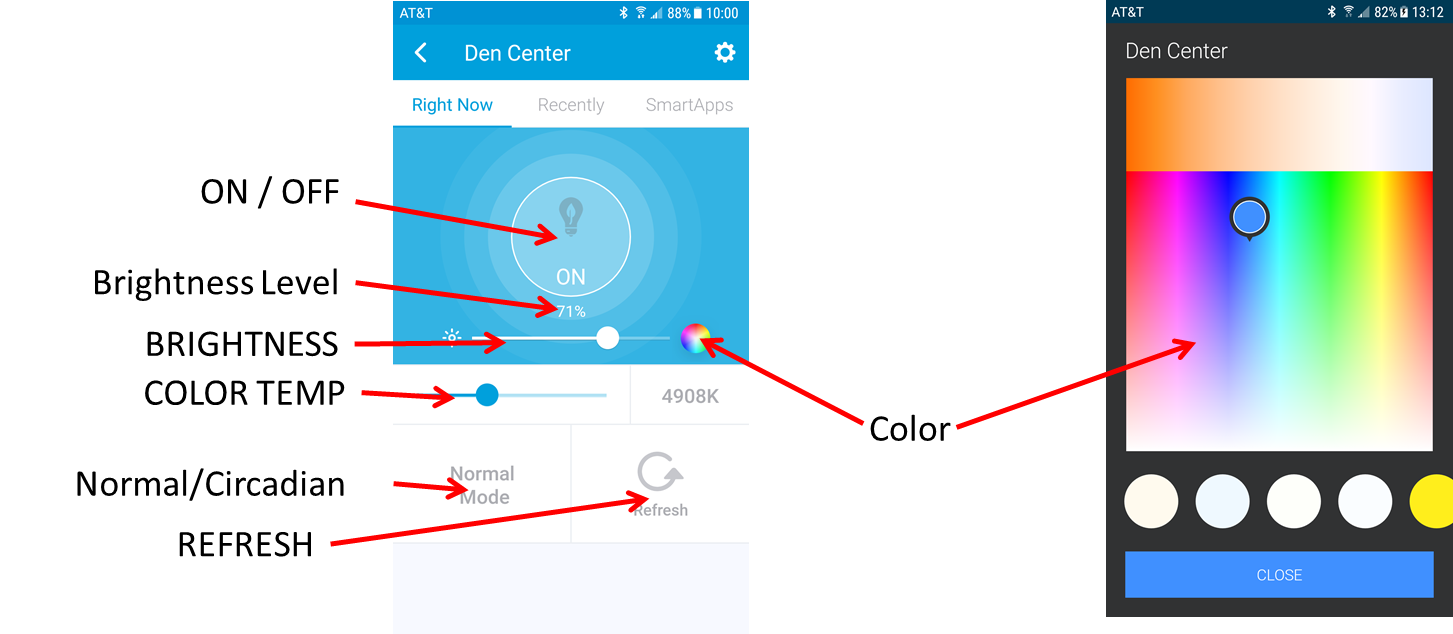 AT&T 88% 10:00
Den Center
Right Now Recently SmartApps
ON / OFF
ON
Brightness Level
71%
BRIGHTNESS
COLOR TEMP
4908K
Normal/Circadian
Normal
Mode
REFRESH
Refresh
Color
AT&T 82% 13:12
Den Center
CLOSE